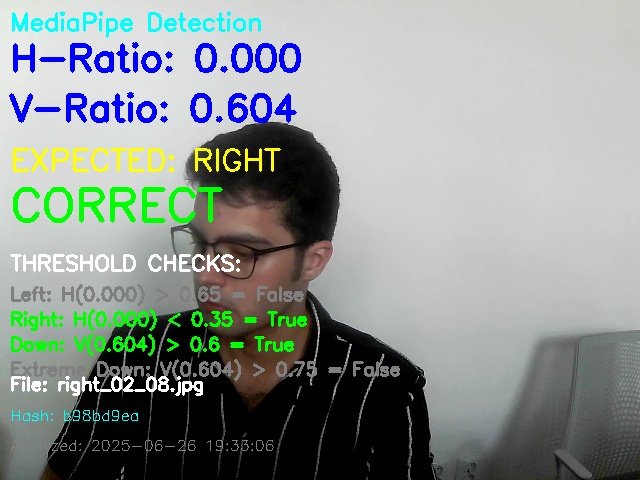 MediaPipe Detection
H-Ratio: 0.000
V-Ratio: 0.604
EXPECTED: RIGHT
CORRECT
THRESHOLD CHECKS:
Left: H(0.000) > 0.65 = False
Right: H(0.000) < 0.35 = True
Down: V(0.604) > 0.6 = True
Extreme Down: V(0.604) > 0.75 = False
File: right_02_08.jpg
Hash: b98bd9ea
2025-06-26 19:33:06